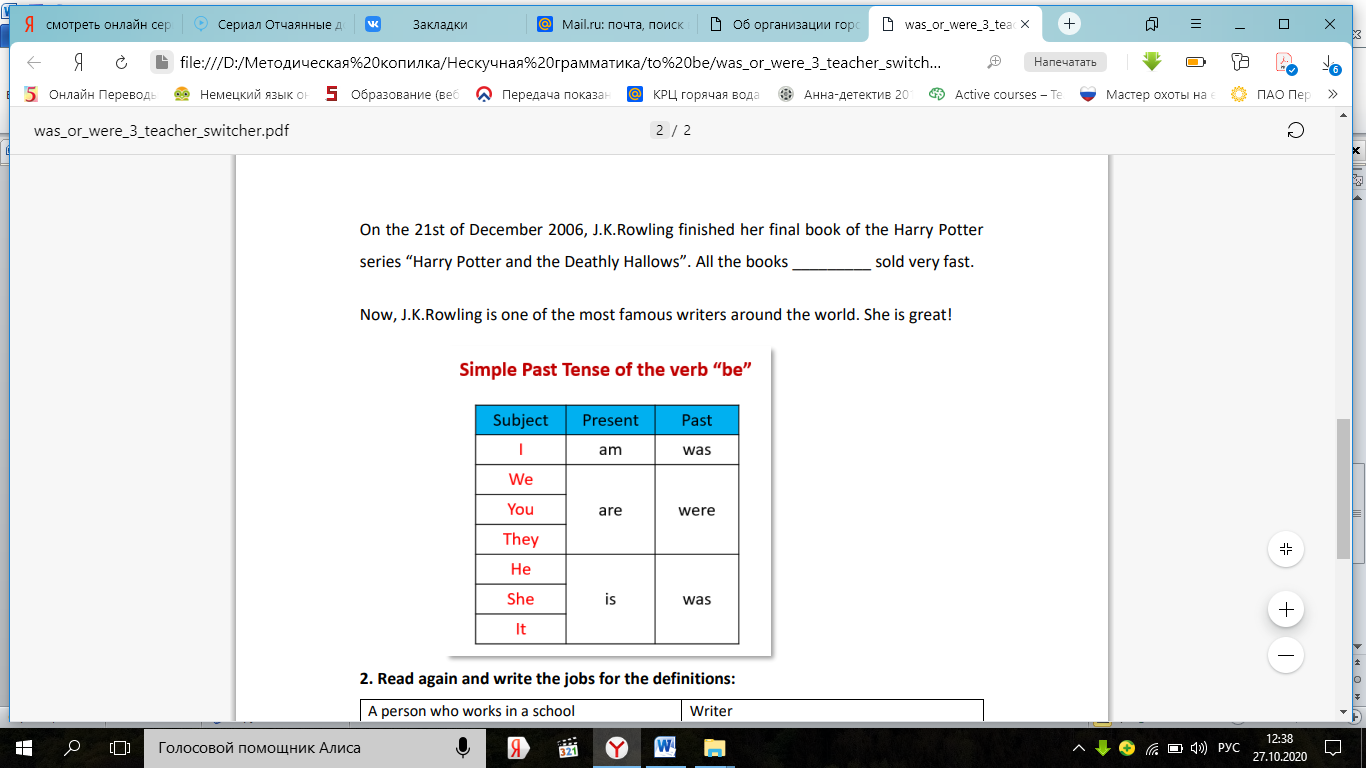 смотреть онлайн сер
Сериал Отчаянные д
Закладки
Mail.ru: почта, поиск
Об организации горо
was_or_were_3_teac
file:///D:/Методическая%20копилка/Нескучная%20грамматика/to%20be/was_or_were_3_teacher_switch...
Напечатать
6
Онлайн Переводч
Немецкий язык он
Образование (веб
Передача показан
КРЦ горячая вода
Анна-детектив 201
Active courses – Te
Мастер охоты на е
ПАО Пер
was_or_were_3_teacher_switcher.pdf
2 / 2
On the 21st of December 2006, J.K.Rowling finished her final book of the Harry Potter
series “Harry Potter and the Deathly Hallows”. All the books _________ sold very fast.
Now, J.K.Rowling is one of the most famous writers around the world. She is great!
Simple Past Tense of the verb “be”
Subject Present Past
I am was
We
You are were
They
He
She is was
It
2. Read again and write the jobs for the definitions:
A person who works in a school Writer
Голосовой помощник Алиса
321
РУС
12:38
27.10.2020